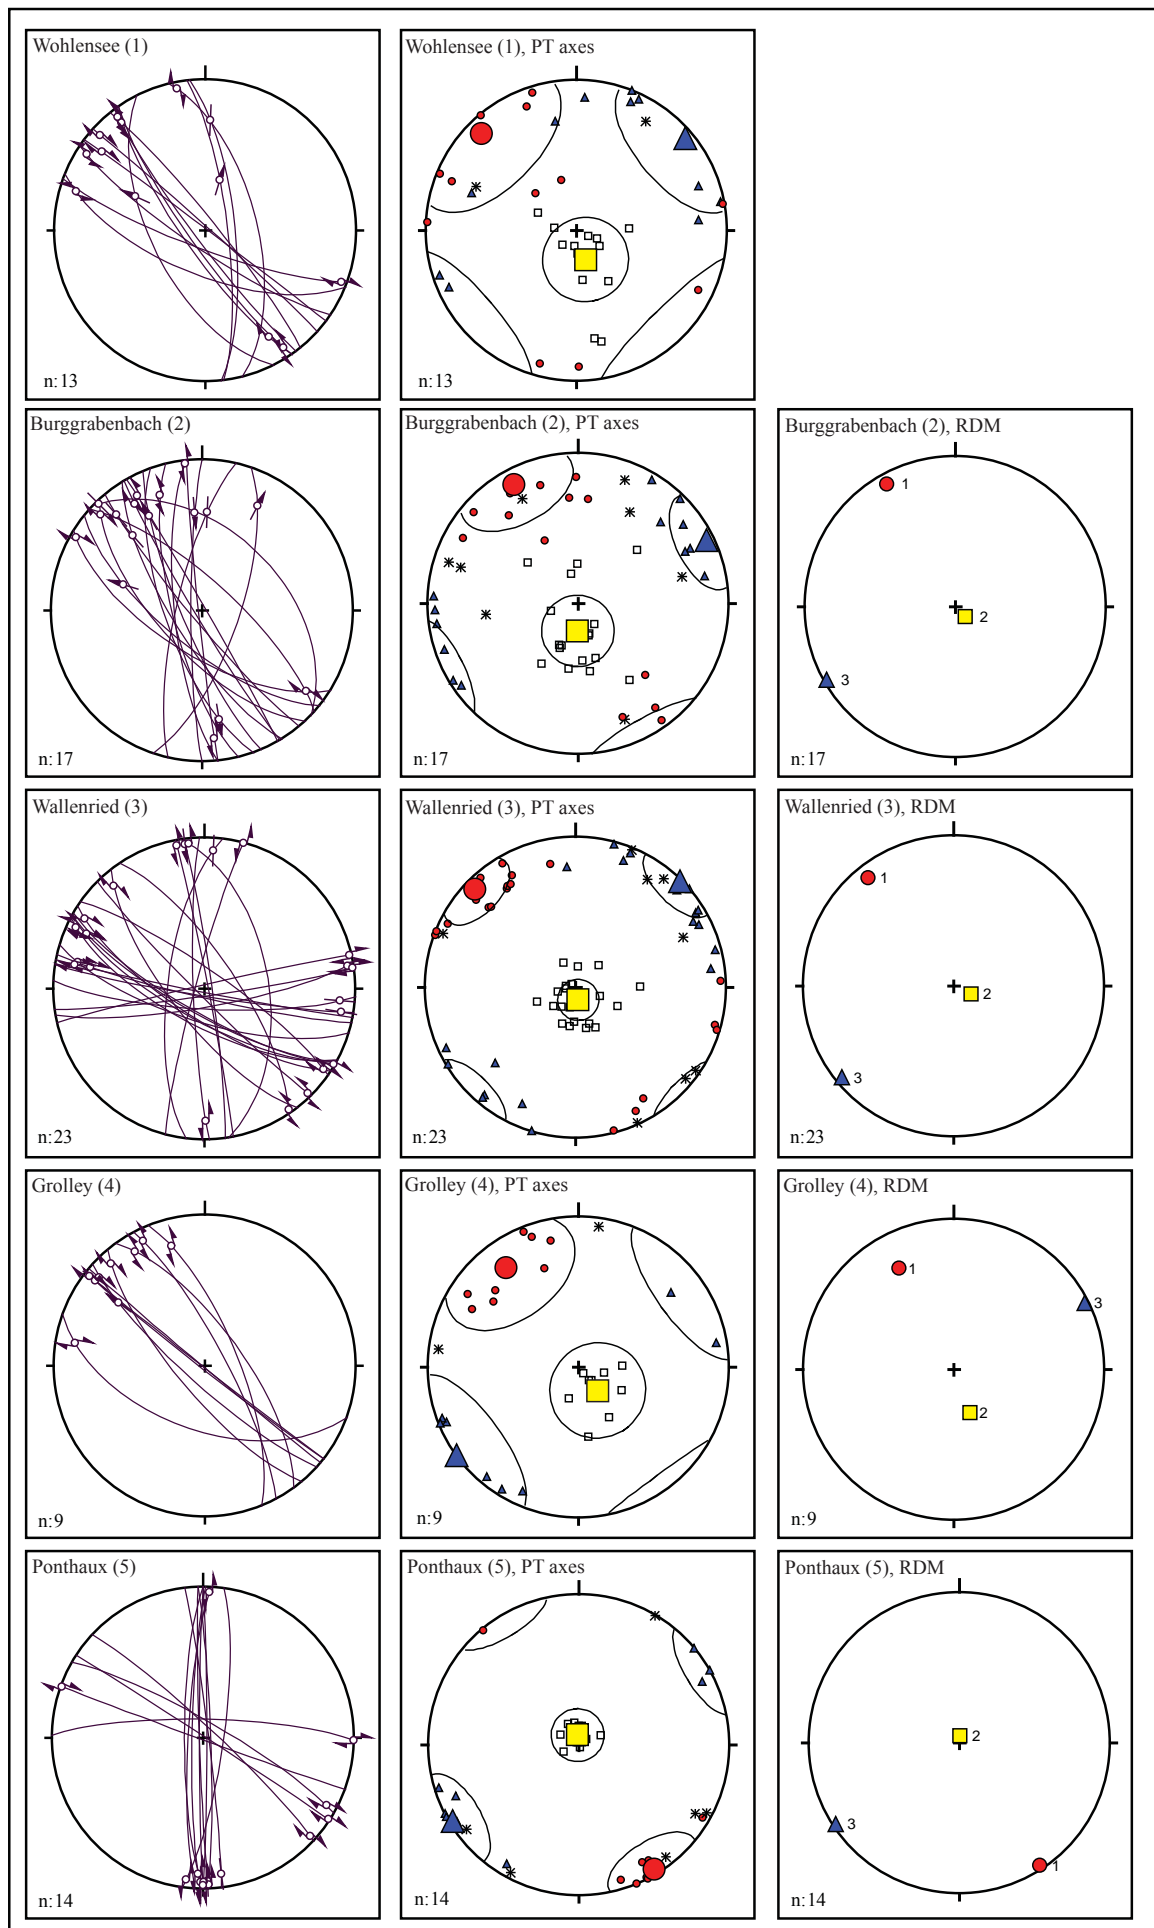 Wohlensee (1)
n:13
Wohlensee (1), PT axes
n:13
Burggrabenbach (2)
n:17
Burggrabenbach (2), PT axes
n:17
Burggrabenbach (2), RDM
1
2
3
n:17
Wallenried (3)
n:23
Wallenried (3), PT axes
n:23
Wallenried (3), RDM
1
2
3
n:23
Grolley (4)
n:9
Grolley (4), PT axes
n:9
Grolley (4), RDM
1
3
2
n:9
Ponthaux (5)
n:14
Ponthaux (5), PT axes
n:14
Ponthaux (5), RDM
2
3
1
n:14